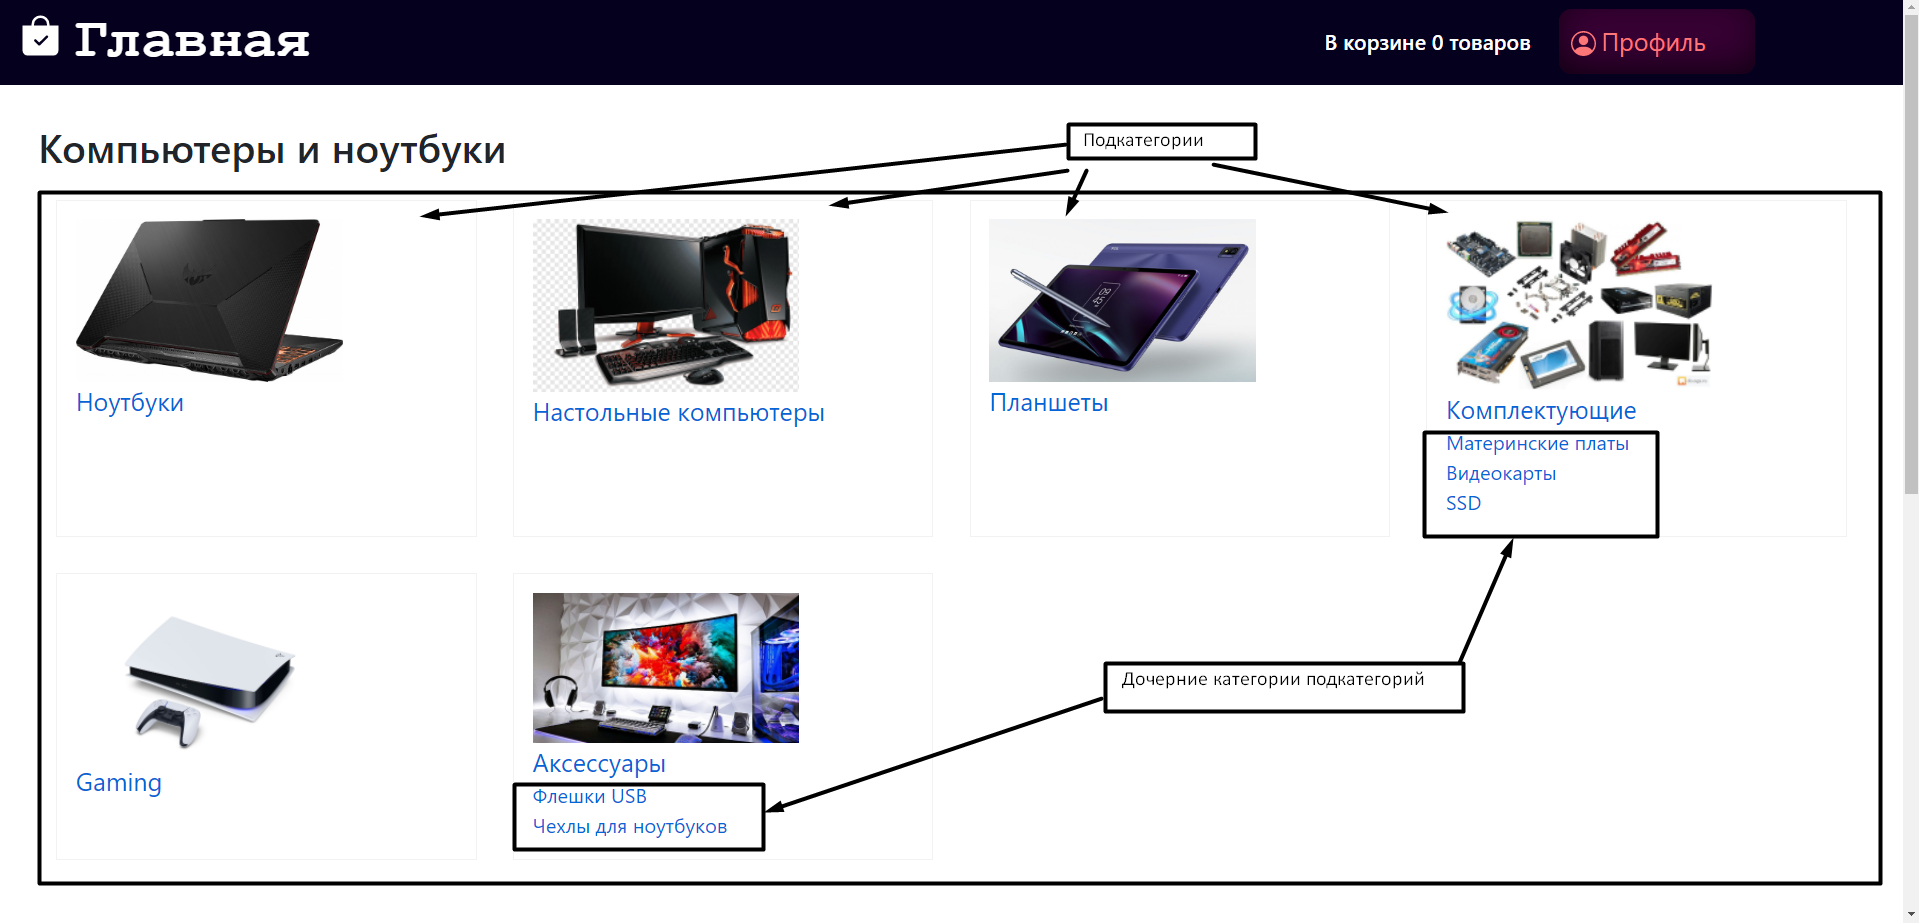 Главная
В корзине 0 товаров
Профиль
Компьютеры и ноутбуки
Подкатегории
Ноутбуки
Настольные компьютеры
Планшеты
Комплектующие
Материнские платы
Видеокарты
SSD
Gaming
Аксессуары
Флешки USB
Чехлы для ноутбуков
Дочерние категории подкатегорий